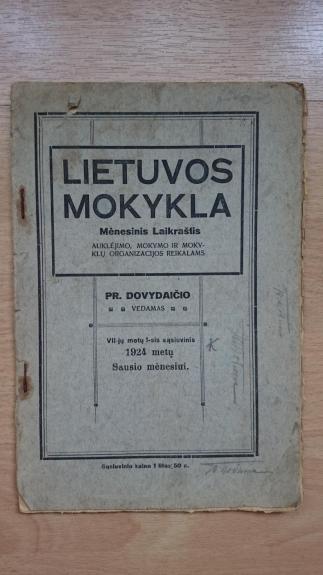 LIETUVOS
MOKYKLA
Mėnesinis Laikraštis
AUKLĖJIMO, MOKYMO IR MOKY-
KLŲ ORGANIZACIJOS REIKALAMS
PR. DOVYDAIČIO
VEDAMAS
VII-jų metų 1-sis sąsiuvinis
1924 metų
Sausio mėnesiui.
Sąsiuvinio kaina 1 litas 50 c.